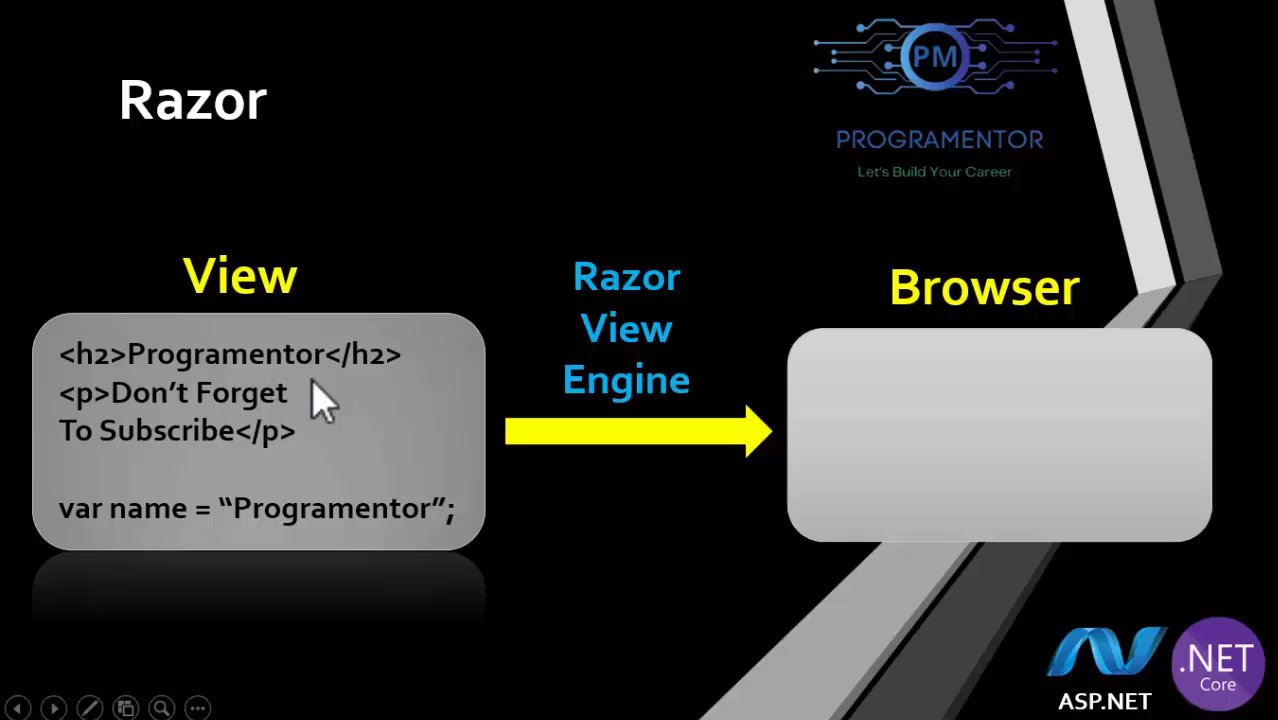 Razor
PM
PROGRAMENTOR
Let's Build Your Career
View
<h2>Programentor</h2>
<p>Don’t Forget
To Subscribe</p>
var name = “Programentor”;
Razor
View
Engine
Browser
ASP.NET
.NET
Core